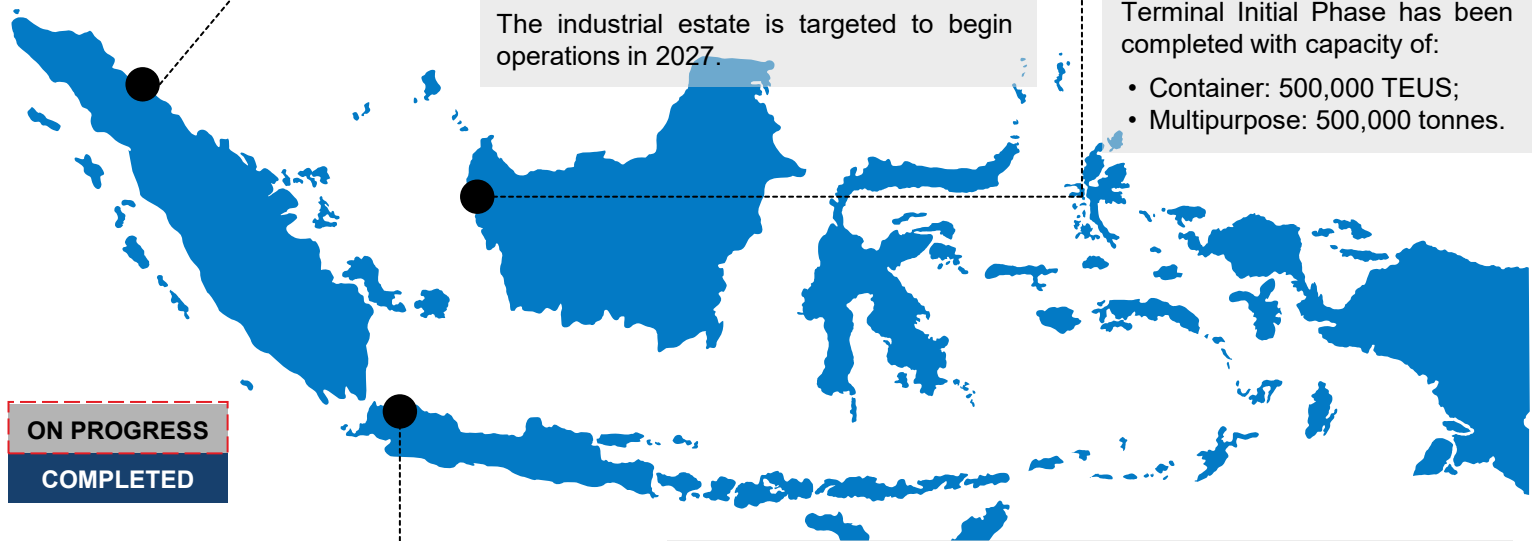 The industrial estate is targeted to begin
operations in 2027.
Terminal Initial Phase has been
completed with capacity of:
• Container: 500,000 TEUS;
• Multipurpose: 500,000 tonnes.
ON PROGRESS
COMPLETED